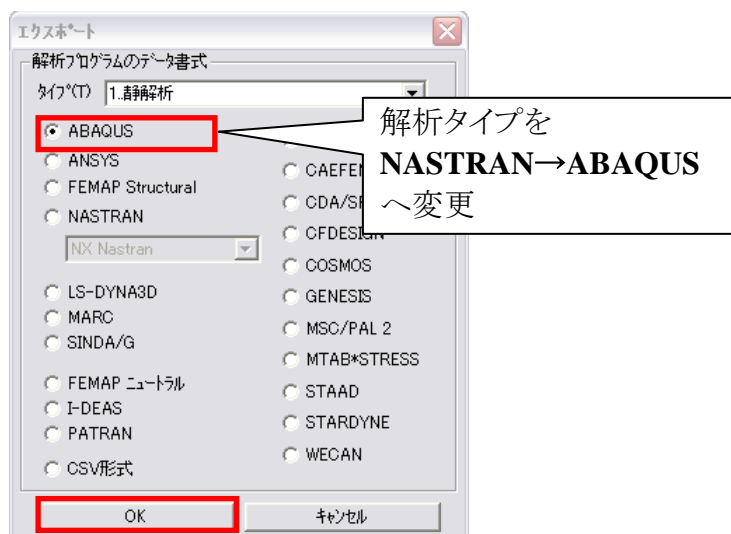 エクスポート
解析プログラムのデータ書式
タイプ(T) 1..静解析
ABAQUS
ANSYS
FEMAP Structural
NASTRAN
NX Nastran
LS-DYNA3D
MARC
SINDA/G
FEMAP ニュートラル
I-DEAS
PATRAN
CSV形式
COSMOS
GENESIS
MSC/PAL 2
MTAB*STRESS
STAAD
STARDYNE
WECAN
OK
キャンセル
解析タイプを
NASTRAN→ABAQUS
へ変更